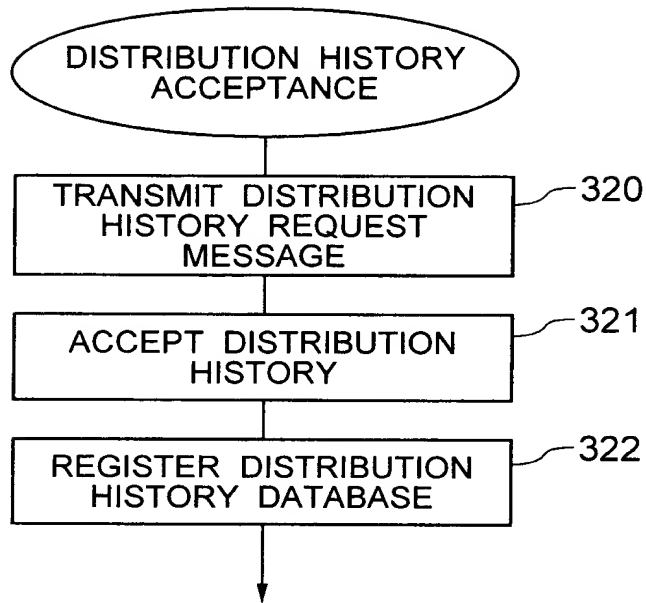 DISTRIBUTION HISTORY
ACCEPTANCE
TRANSMIT DISTRIBUTION
HISTORY REQUEST
MESSAGE
320
ACCEPT DISTRIBUTION
HISTORY
321
REGISTER DISTRIBUTION
HISTORY DATABASE
322